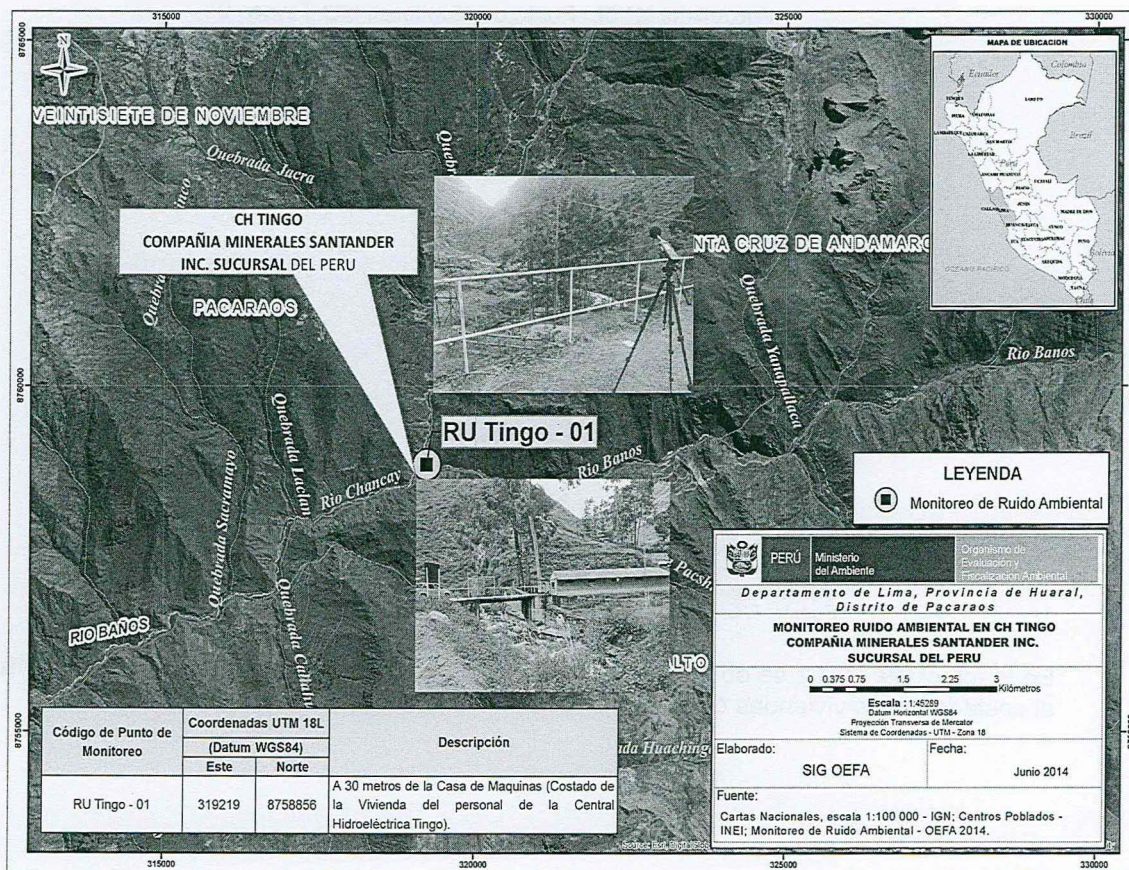 315000
320000
325000
330000
8765000
N
MAPA DE UBICACION
Ecuador
Colombia
LORETO
Brazil
OCEANO PACIFICO
Chile
VEINTISIETE DE NOVIEMBRE
Quebrada Jacra
CH TINGO
COMPAÑIA MINERALES SANTANDER
INC. SUCURSAL DEL PERU
NTA CRUZ DE ANDAMARC
PACARAOS
Quebrada Yanapallaca
Rio Banos
8760000
RU Tingo - 01
Rio Banos
Rio Chancay
Quebrada Laclan
Quebrada Sacramayo
RIO BAÑOS
ALTO
LEYENDA
Monitoreo de Ruido Ambiental
PERÚ
Ministerio
del Ambiente
Organismo de
Evaluación y
Fiscalización Ambiental
Departamento de Lima, Provincia de Huaral,
Distrito de Pacaraos
MONITOREO RUIDO AMBIENTAL EN CH TINGO
COMPAÑIA MINERALES SANTANDER INC.
SUCURSAL DEL PERU
0 0.375 0.75 1.5 2.25 3
Kilómetros
Escala : 1:45289
Datum Horizontal WGS84
Proyección Transversa de Mercator
Sistema de Coordenadas - UTM - Zona 18
Elaborado:
SIG OEFA
Fecha:
Junio 2014
Fuente:
Cartas Nacionales, escala 1:100 000 - IGN; Centros Poblados -
INEI; Monitoreo de Ruido Ambiental - OEFA 2014.
8755000
Código de Punto de
Monitoreo
Coordenadas UTM 18L
(Datum WGS84)
Este
Norte
Descripción
RU Tingo - 01
319219
8758856
A 30 metros de la Casa de Maquinas (Costado de
la Vivienda del personal de la Central
Hidroeléctrica Tingo).
315000
320000
325000
330000